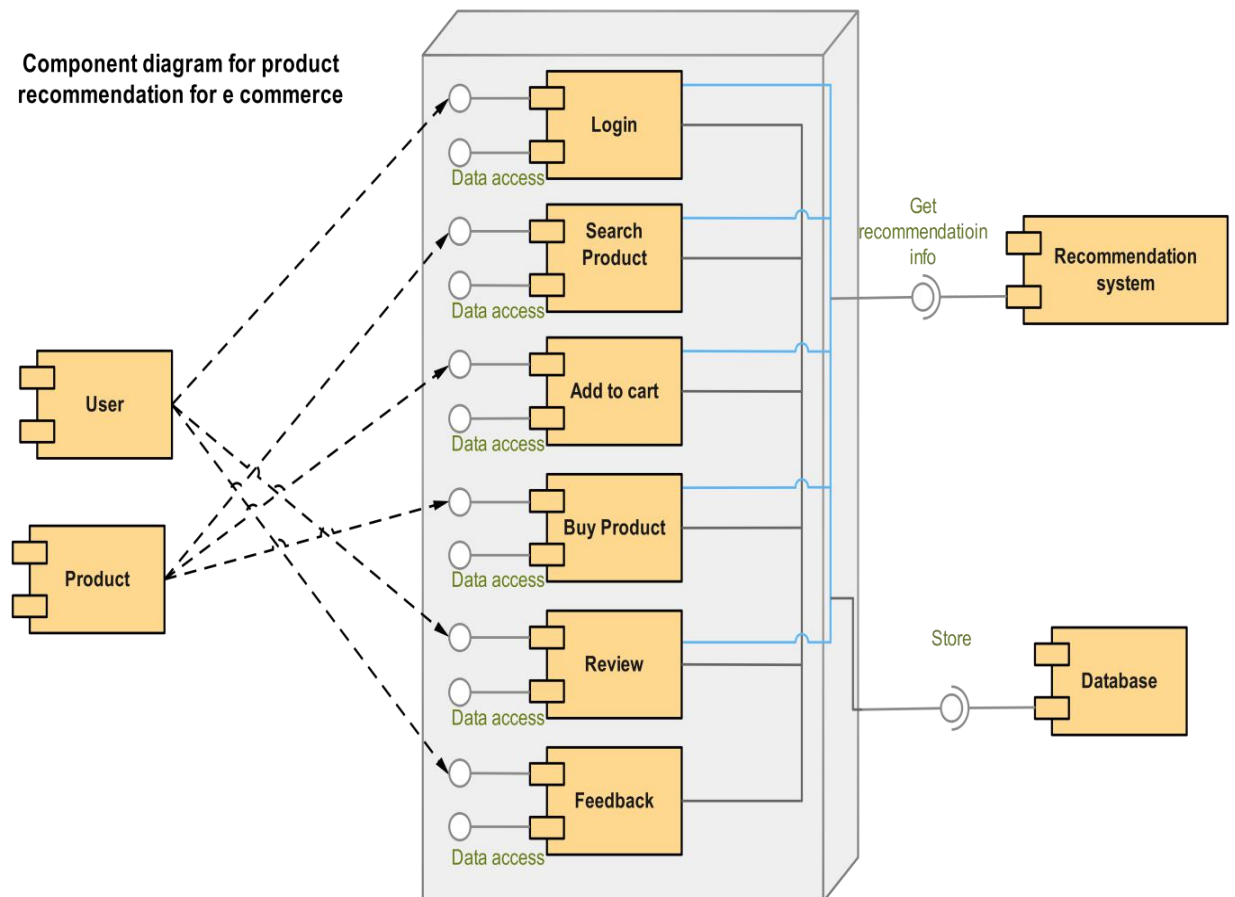 Component diagram for product
recommendation for e commerce
Login
Data access
Search
Product
Data access
Get
recommendatioin
info
Recommendation
system
Add to cart
Data access
User
Buy Product
Data access
Product
Review
Data access
Store
Database
Feedback
Data access